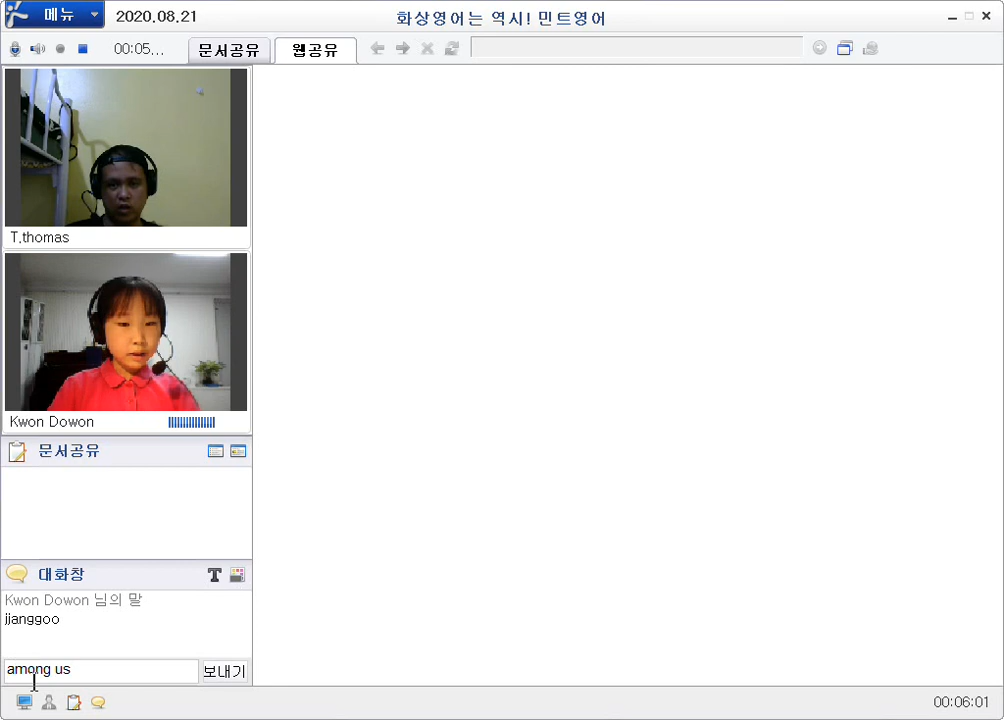 메뉴
2020.08.21
화상영어는 역시! 민트영어
00:05...
문서공유
웹공유
T.thomas
Kwon Dowon
문서공유
대화창
Kwon Dowon 님의 말
jjanggoo
among us
보내기
00:06:01